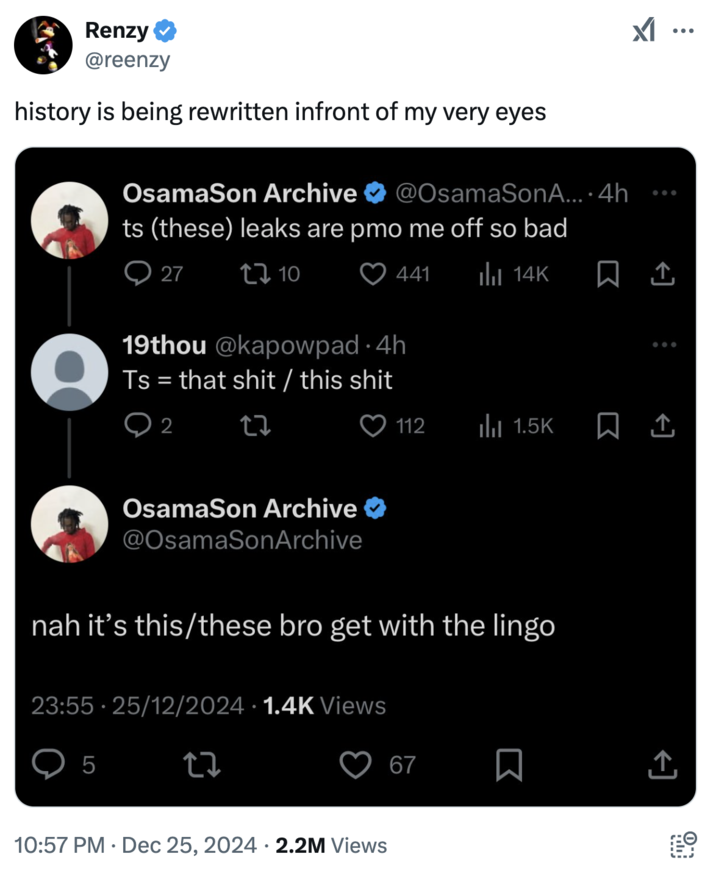 Renzy
@reenzy
history is being rewritten infront of my very eyes
OsamaSon Archive @OsamaSonA... · 4h
ts (these) leaks are pmo me off so bad
27 10 441 14K
19thou @kapowpad · 4h
Ts = that shit / this shit
2 112 1.5K
OsamaSon Archive
@OsamaSonArchive
nah it’s this/these bro get with the lingo
23:55 · 25/12/2024 · 1.4K Views
5 67
10:57 PM · Dec 25, 2024 · 2.2M Views